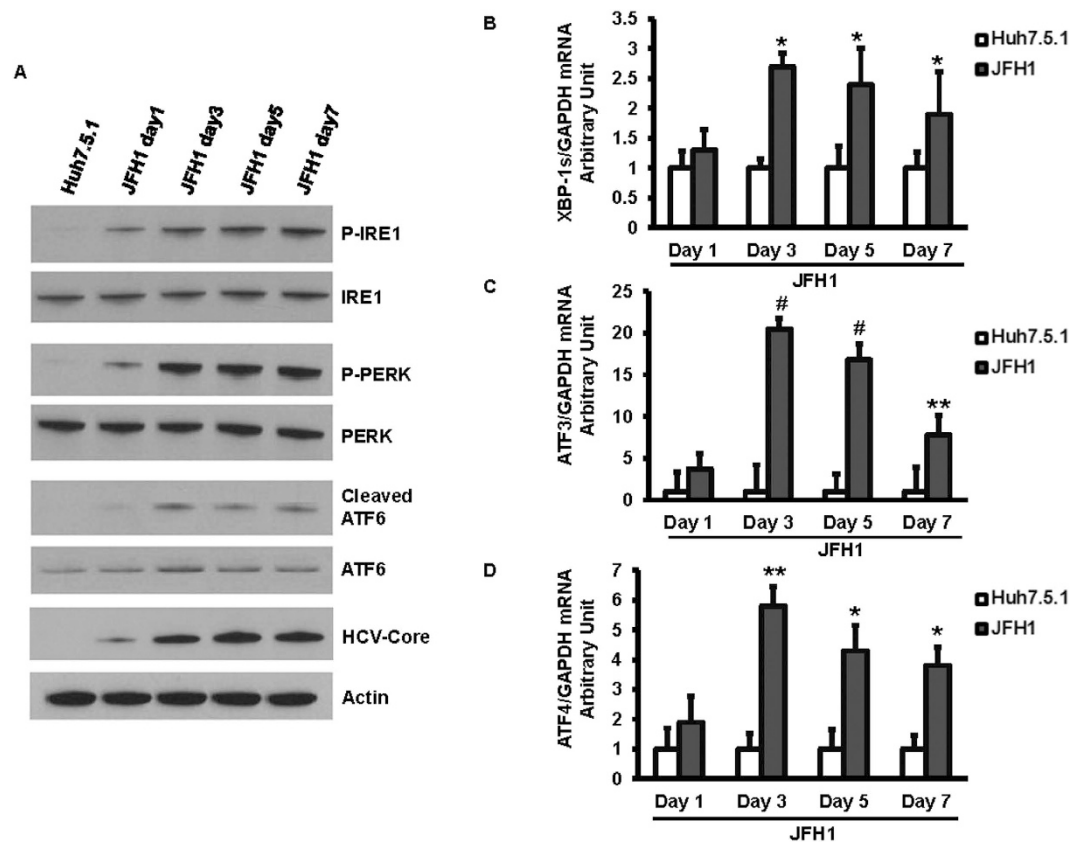 A
Huh7.5.1
JFH1 day1
JFH1 day3
JFH1 day5
JFH1 day7
P-IRE1
IRE1
P-PERK
PERK
Cleaved
ATF6
ATF6
HCV-Core
Actin
B
XBP-1s/GAPDH mRNA
Arbitrary Unit
3.5
3
2.5
2
1.5
1
0.5
0
*
*
*
Huh7.5.1
JFH1
Day 1 Day 3 Day 5 Day 7
JFH1
C
ATF3/GAPDH mRNA
Arbitrary Unit
25
20
15
10
5
0
#
#
**
Huh7.5.1
JFH1
Day 1 Day 3 Day 5 Day 7
JFH1
D
ATF4/GAPDH mRNA
Arbitrary Unit
7
6
5
4
3
2
1
0
**
*
*
Huh7.5.1
JFH1
Day 1 Day 3 Day 5 Day 7
JFH1